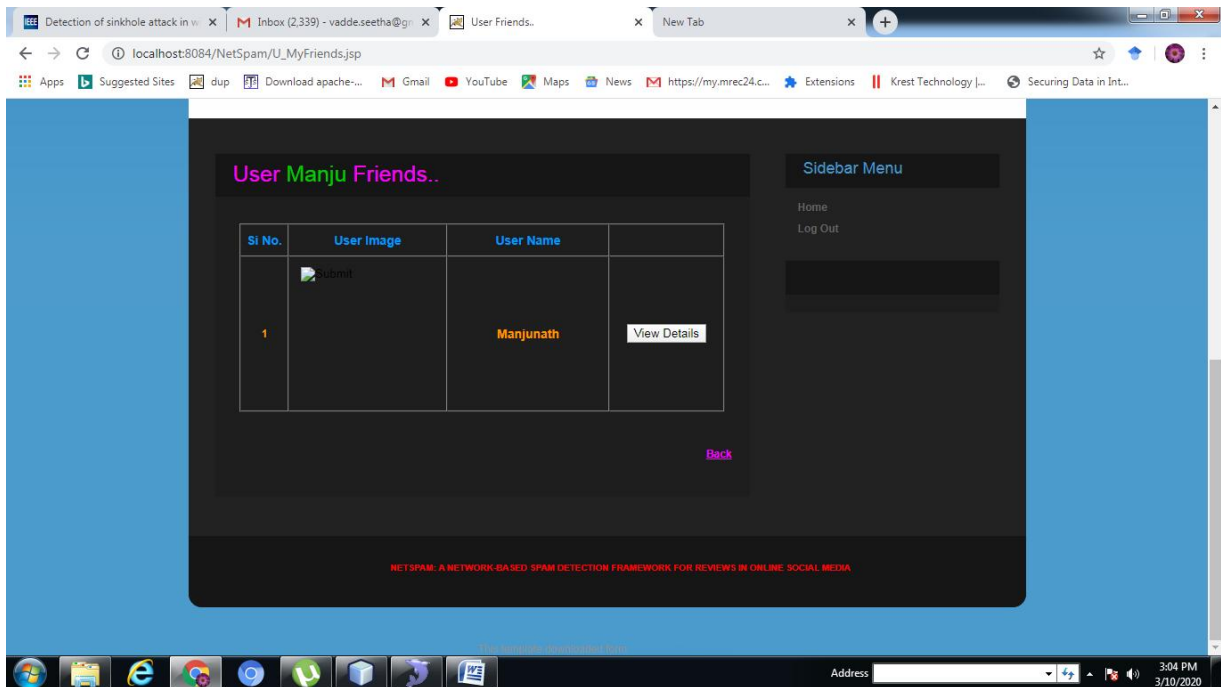 Detection of sinkhole attack in w
Inbox (2,339) - vadde.seetha@gm
User Friends..
New Tab
localhost:8084/NetSpam/U_MyFriends.jsp
Apps Suggested Sites dup Download apache-... Gmail YouTube Maps News https://my.mrec24.c... Extensions Krest Technology |... Securing Data in Int...
User Manju Friends..
Si No. User Image User Name
Submit
1 Manjunath View Details
Back
Sidebar Menu
Home
Log Out
NETSPAM: A NETWORK-BASED SPAM DETECTION FRAMEWORK FOR REVIEWS IN ONLINE SOCIAL MEDIA
This template downloaded form
Address
3:04 PM
3/10/2020